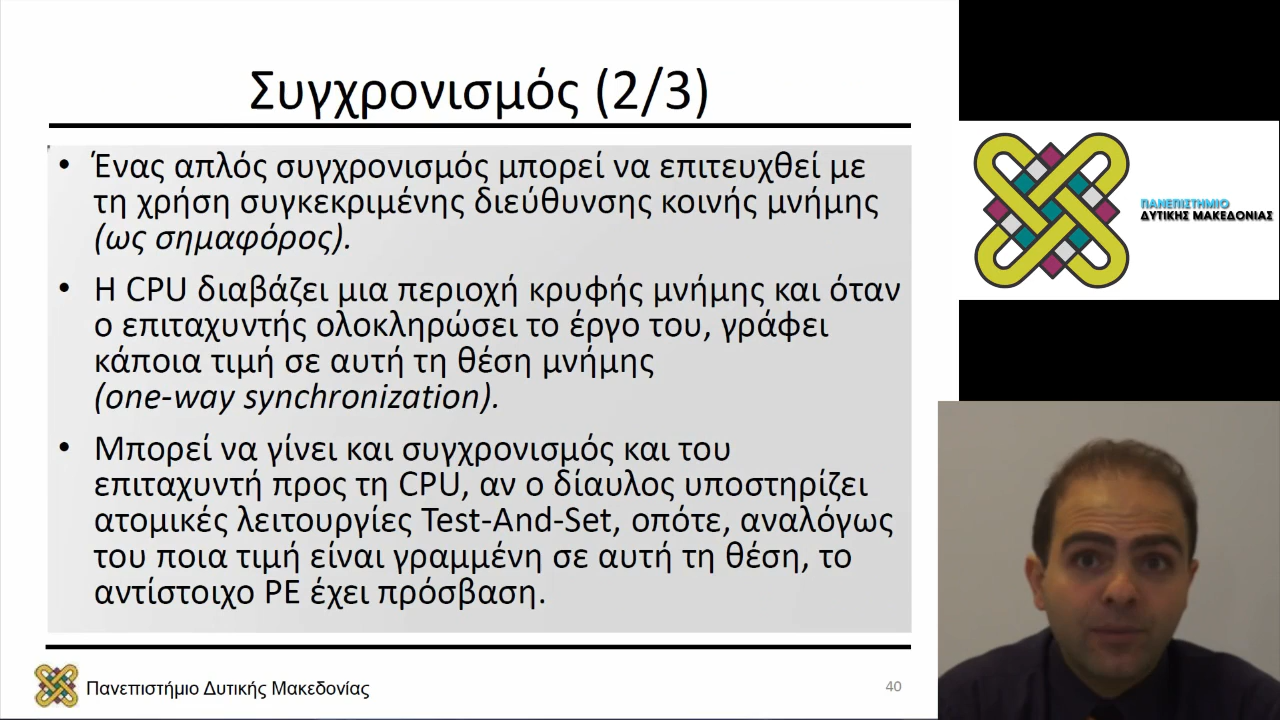 Συγχρονισμός (2/3)
• Ένας απλός συγχρονισμός μπορεί να επιτευχθεί με
τη χρήση συγκεκριμένης διεύθυνσης κοινής μνήμης
(ως σημαφόρος).
• Η CPU διαβάζει μια περιοχή κρυφής μνήμης και όταν
ο επιταχυντής ολοκληρώσει το έργο του, γράφει
κάποια τιμή σε αυτή τη θέση μνήμης
(one-way synchronization).
• Μπορεί να γίνει και συγχρονισμός και του
επιταχυντή προς τη CPU, αν ο δίαυλος υποστηρίζει
ατομικές λειτουργίες Test-And-Set, οπότε, αναλόγως
του ποια τιμή είναι γραμμένη σε αυτή τη θέση, το
αντίστοιχο PE έχει πρόσβαση.
Πανεπιστήμιο Δυτικής Μακεδονίας
40
ΠΑΝΕΠΙΣΤΗΜΙΟ
ΔΥΤΙΚΗΣ ΜΑΚΕΔΟΝΙΑΣ